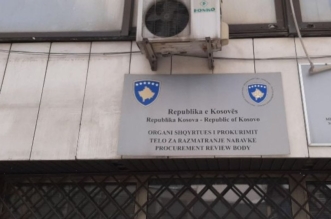 Republika e Kosovës
Republika Kosova - Republic of Kosovo
ORGANI SHQYRTUES I PROKURIMIT
TELO ZA RAZMATRANJE NABAVKE
PROCUREMENT REVIEW BODY